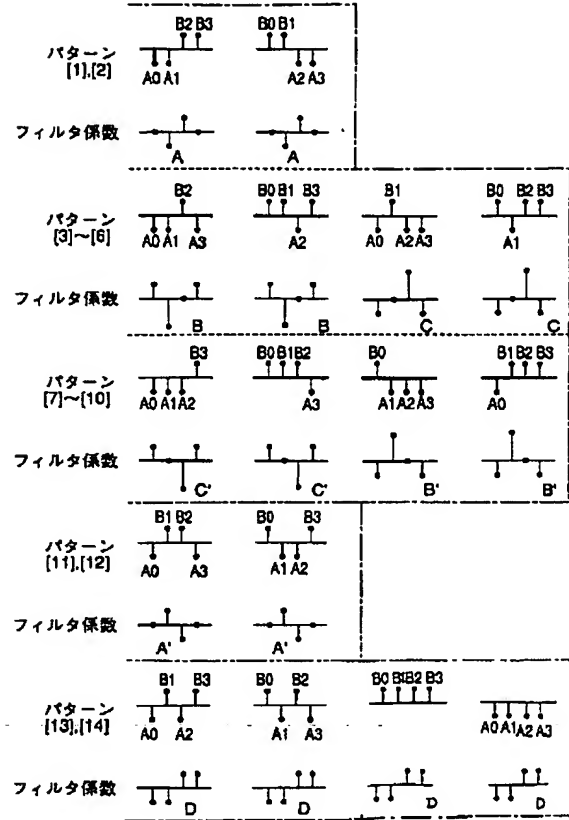 B2 B3 B0 B1
パターン
[1],[2]
A0 A1 A2 A3
フィルタ係数
A A
B2 B0 B1 B3 B1 B0 B2 B3
パターン
[3]~[6]
A0 A1 A3 A2 A0 A2 A3 A1
フィルタ係数
B B C C
B3 B0 B1 B2 B0 B1 B2 B3
パターン
[7]~[10]
A0 A1 A2 A3 A1 A2 A3 A0
フィルタ係数
C' C' B' B'
B1 B2 B0 B3
パターン
[11],[12]
A0 A3 A1 A2
フィルタ係数
A' A'
B1 B3 B0 B2 B0 B1 B2 B3
パターン
[13],[14]
A0 A2 A1 A3 A0 A1 A2 A3
フィルタ係数
D D D D